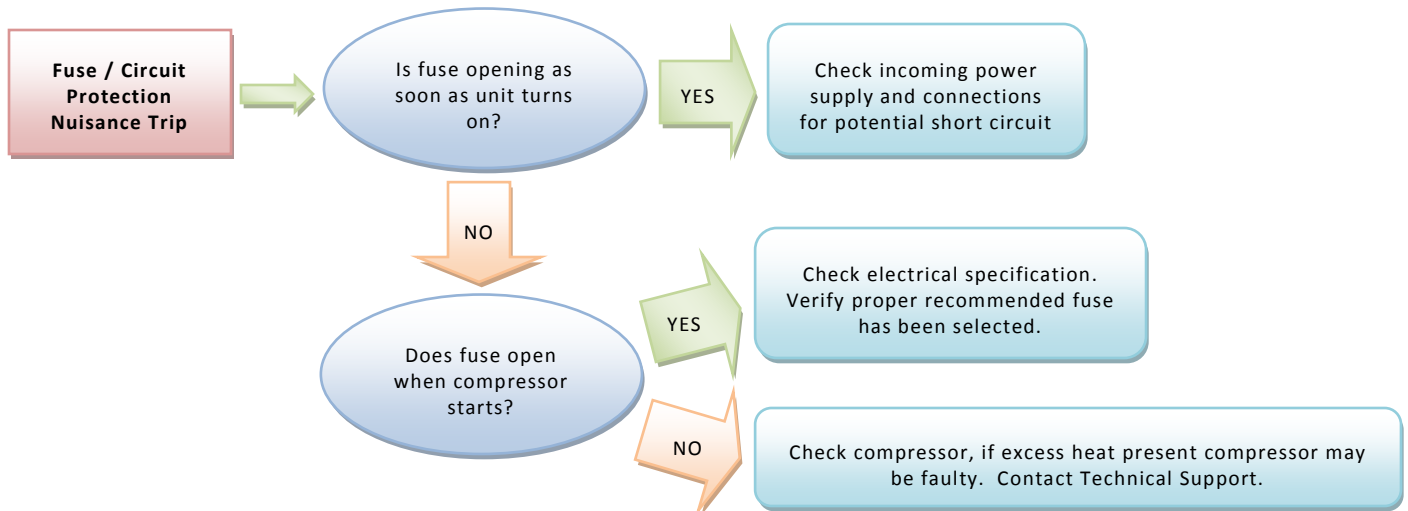 Fuse / Circuit
Protection
Nuisance Trip
Is fuse opening as
soon as unit turns
on?
YES
Check incoming power
supply and connections
for potential short circuit
NO
Does fuse open
when compressor
starts?
YES
Check electrical specification.
Verify proper recommended fuse
has been selected.
NO
Check compressor, if excess heat present compressor may
be faulty.  Contact Technical Support.